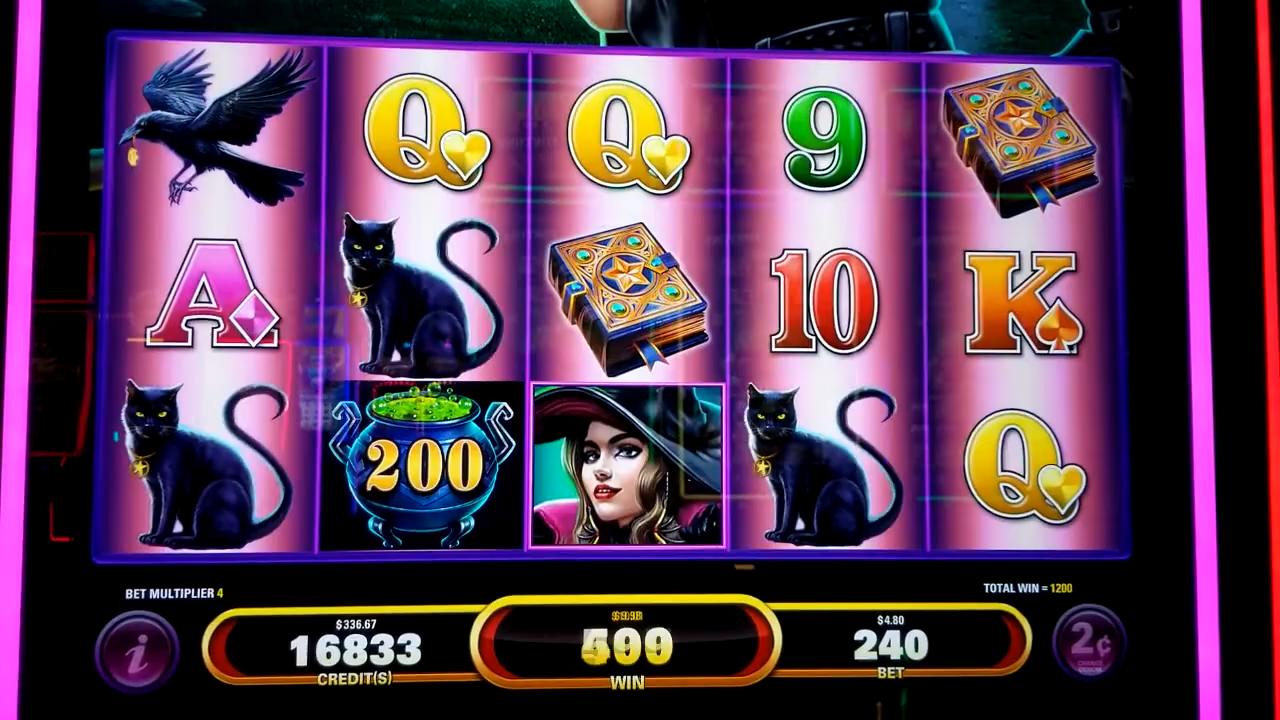 Q Q 9
A 10 K
200 Q
BET MULTIPLIER 4
TOTAL WIN = 1200
$336.67
16833
CREDIT(S)
WIN
$4.80
240
BET
i
2¢